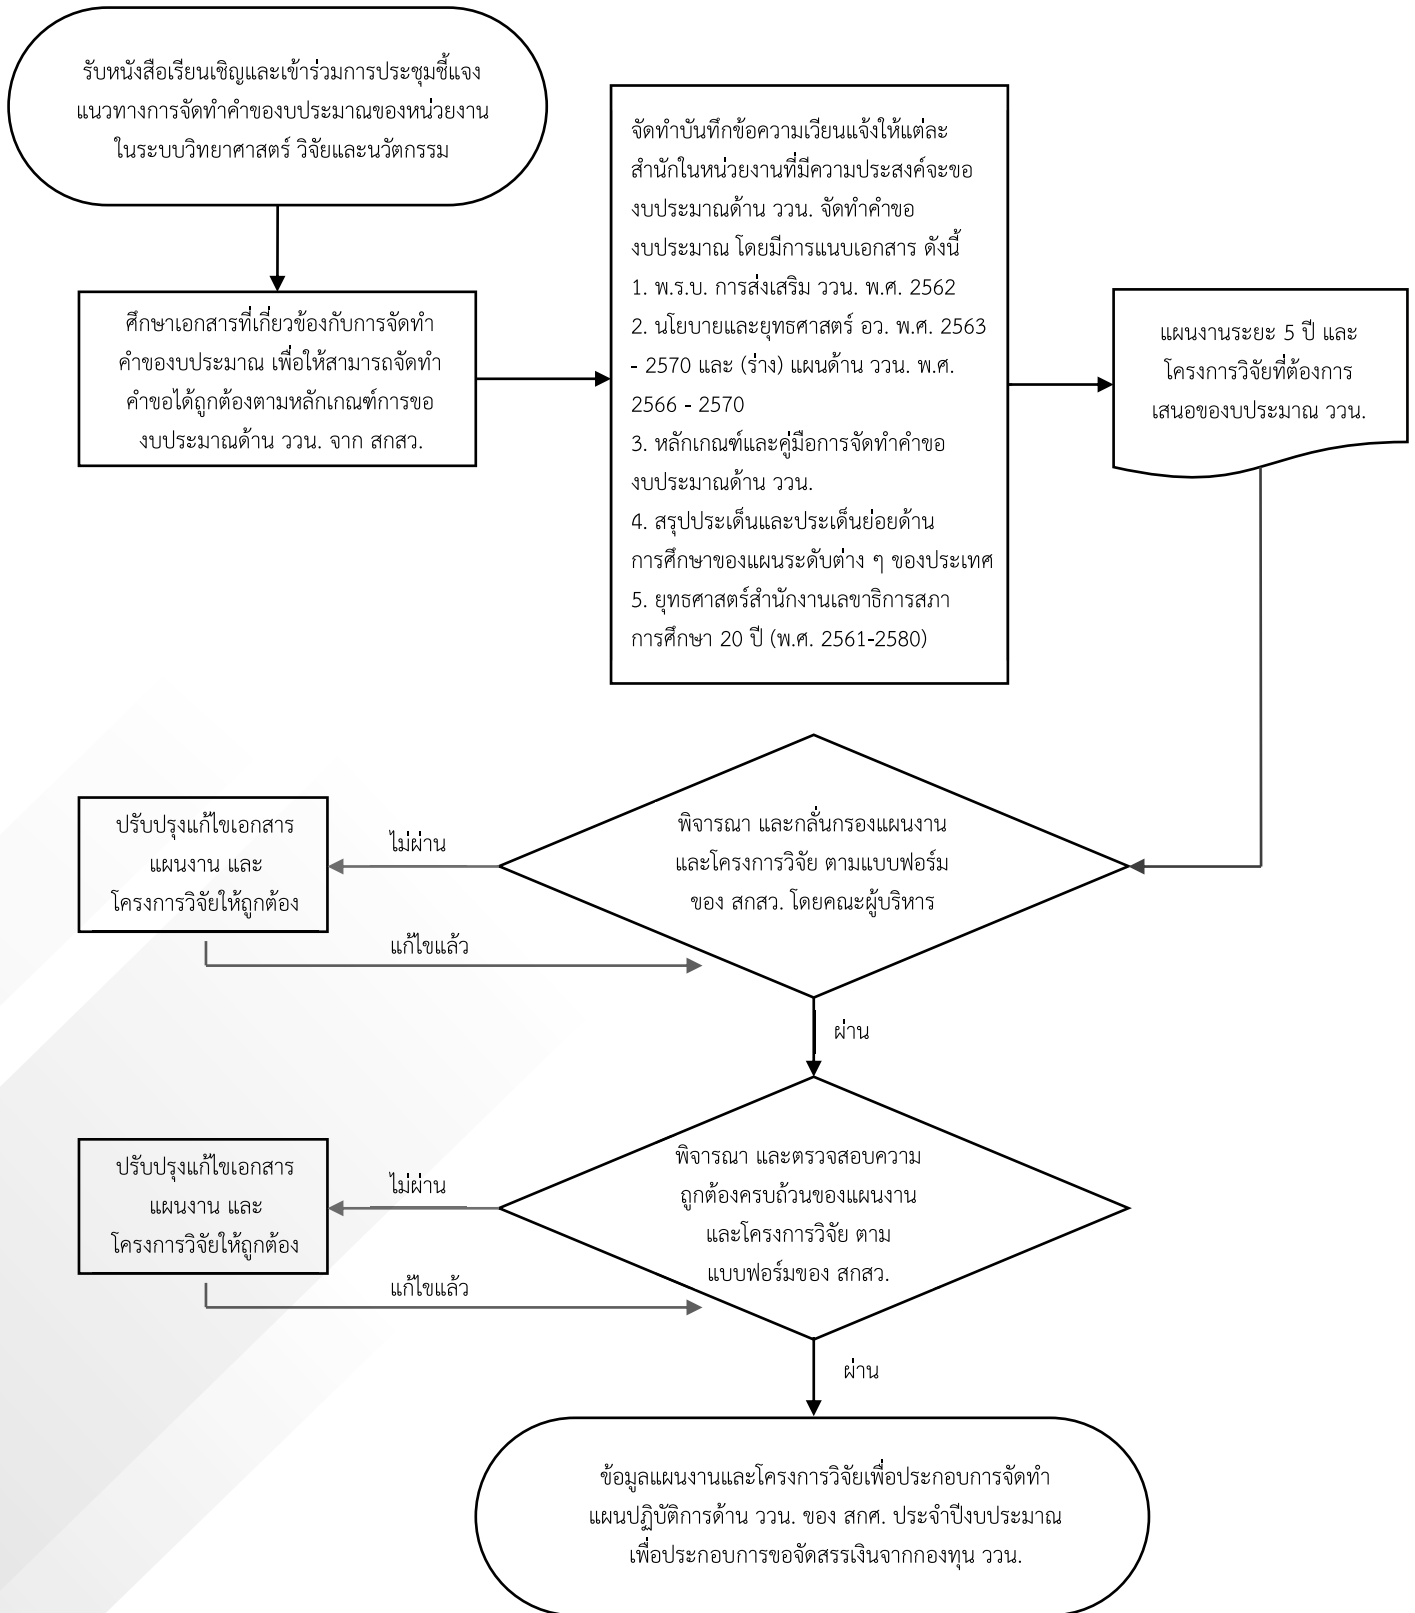 รับหนังสือเรียนเชิญและเข้าร่วมการประชุมชี้แจง
แนวทางการจัดทำคำของบประมาณของหน่วยงาน
ในระบบวิทยาศาสตร์ วิจัยและนวัตกรรม
ศึกษาเอกสารที่เกี่ยวข้องกับการจัดทำ
คำของบประมาณ เพื่อให้สามารถจัดทำ
คำขอได้ถูกต้องตามหลักเกณฑ์การขอ
งบประมาณด้าน ววน. จาก สกสว.
จัดทำบันทึกข้อความเวียนแจ้งให้แต่ละ
สำนักในหน่วยงานที่มีความประสงค์จะขอ
งบประมาณด้าน ววน. จัดทำคำขอ
งบประมาณ โดยมีการแนบเอกสาร ดังนี้
1. พ.ร.บ. การส่งเสริม ววน. พ.ศ. 2562
2. นโยบายและยุทธศาสตร์ อว. พ.ศ. 2563
- 2570 และ (ร่าง) แผนด้าน ววน. พ.ศ.
2566 - 2570
3. หลักเกณฑ์และคู่มือการจัดทำคำขอ
งบประมาณด้าน ววน.
4. สรุปประเด็นและประเด็นย่อยด้าน
การศึกษาของแผนระดับต่าง ๆ ของประเทศ
5. ยุทธศาสตร์สำนักงานเลขาธิการสภา
การศึกษา 20 ปี (พ.ศ. 2561-2580)
แผนงานระยะ 5 ปี และ
โครงการวิจัยที่ต้องการ
เสนอของบประมาณ ววน.
พิจารณา และกลั่นกรองแผนงาน
และโครงการวิจัย ตามแบบฟอร์ม
ของ สกสว. โดยคณะผู้บริหาร
ไม่ผ่าน
ปรับปรุงแก้ไขเอกสาร
แผนงาน และ
โครงการวิจัยให้ถูกต้อง
แก้ไขแล้ว
ผ่าน
พิจารณา และตรวจสอบความ
ถูกต้องครบถ้วนของแผนงาน
และโครงการวิจัย ตาม
แบบฟอร์มของ สกสว.
ไม่ผ่าน
ปรับปรุงแก้ไขเอกสาร
แผนงาน และ
โครงการวิจัยให้ถูกต้อง
แก้ไขแล้ว
ผ่าน
ข้อมูลแผนงานและโครงการวิจัยเพื่อประกอบการจัดทำ
แผนปฏิบัติการด้าน ววน. ของ สกศ. ประจำปีงบประมาณ
เพื่อประกอบการขอจัดสรรเงินจากกองทุน ววน.